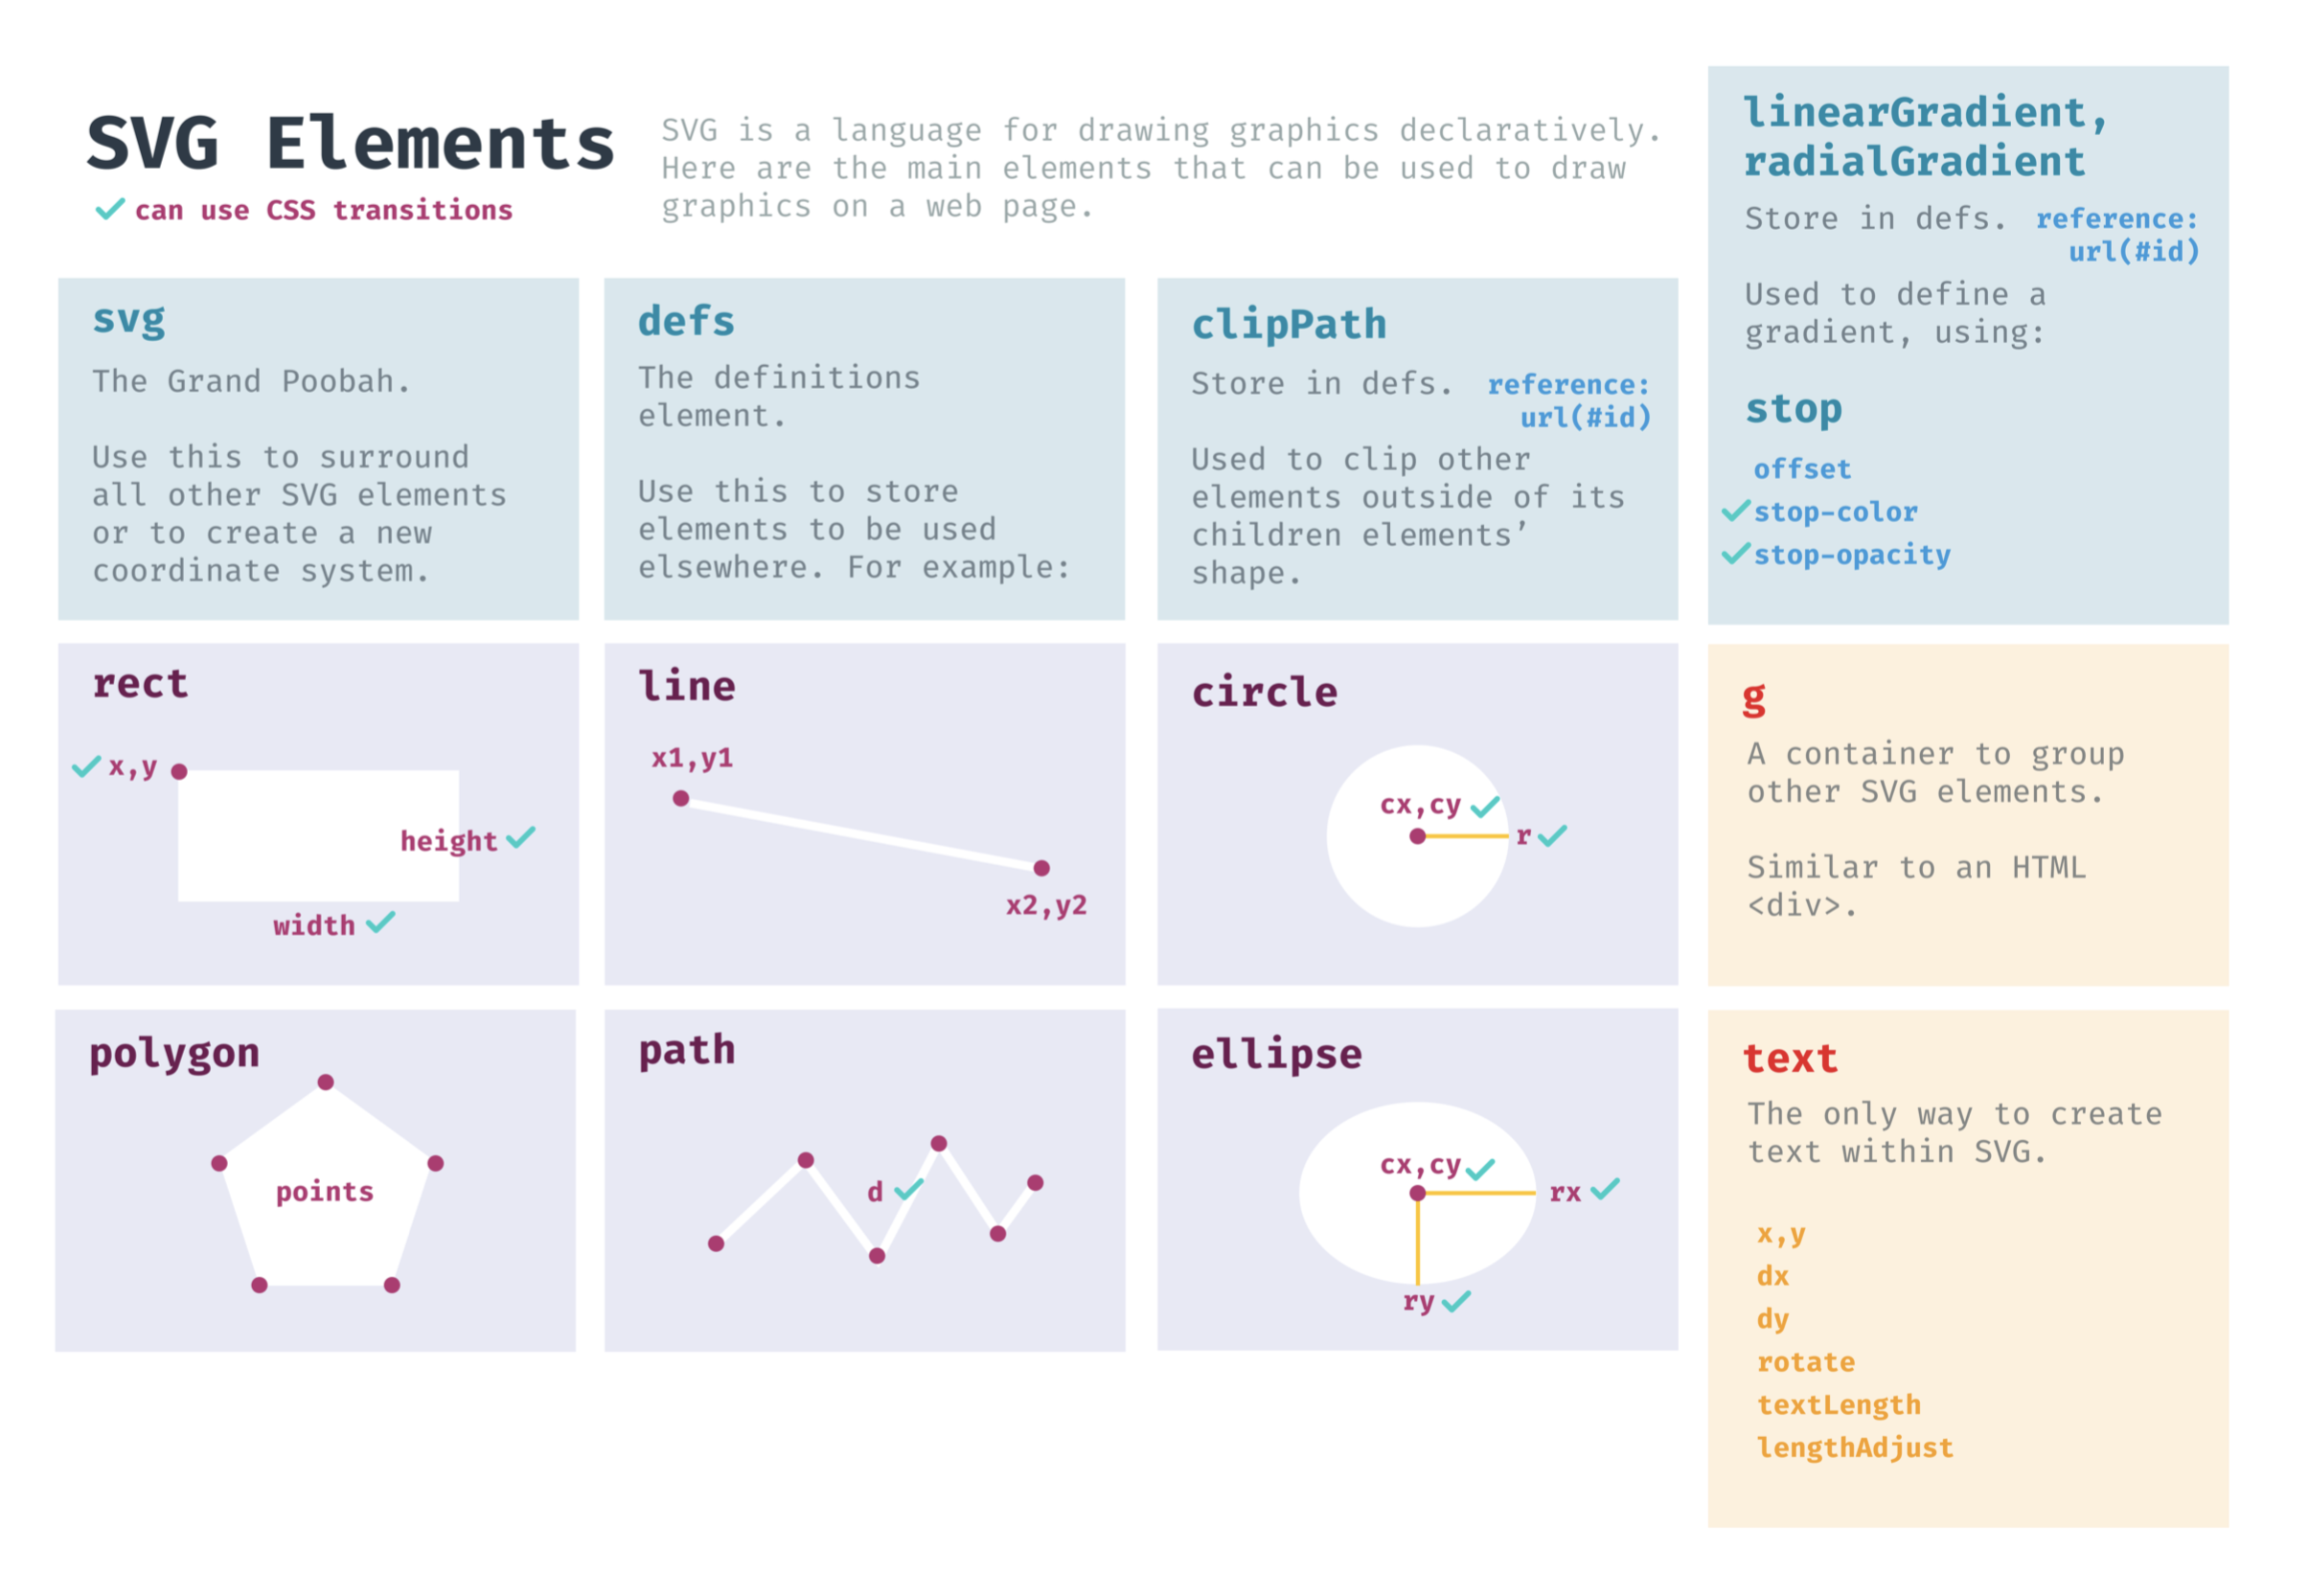 SVG Elements
can use CSS transitions
SVG is a language for drawing graphics declaratively.
Here are the main elements that can be used to draw
graphics on a web page.
svg
The Grand Poobah.
Use this to surround
all other SVG elements
or to create a new
coordinate system.
defs
The definitions
element.
Use this to store
elements to be used
elsewhere. For example:
clipPath
Store in defs. reference:
url(#id)
Used to clip other
elements outside of its
children elements’
shape.
linearGradient,
radialGradient
Store in defs. reference:
url(#id)
Used to define a
gradient, using:
stop
offset
stop-color
stop-opacity
rect
x,y
height
width
line
x1,y1
x2,y2
circle
cx,cy
r
g
A container to group
other SVG elements.
Similar to an HTML
<div>.
polygon
points
path
d
ellipse
cx,cy
rx
ry
text
The only way to create
text within SVG.
x,y
dx
dy
rotate
textLength
lengthAdjust